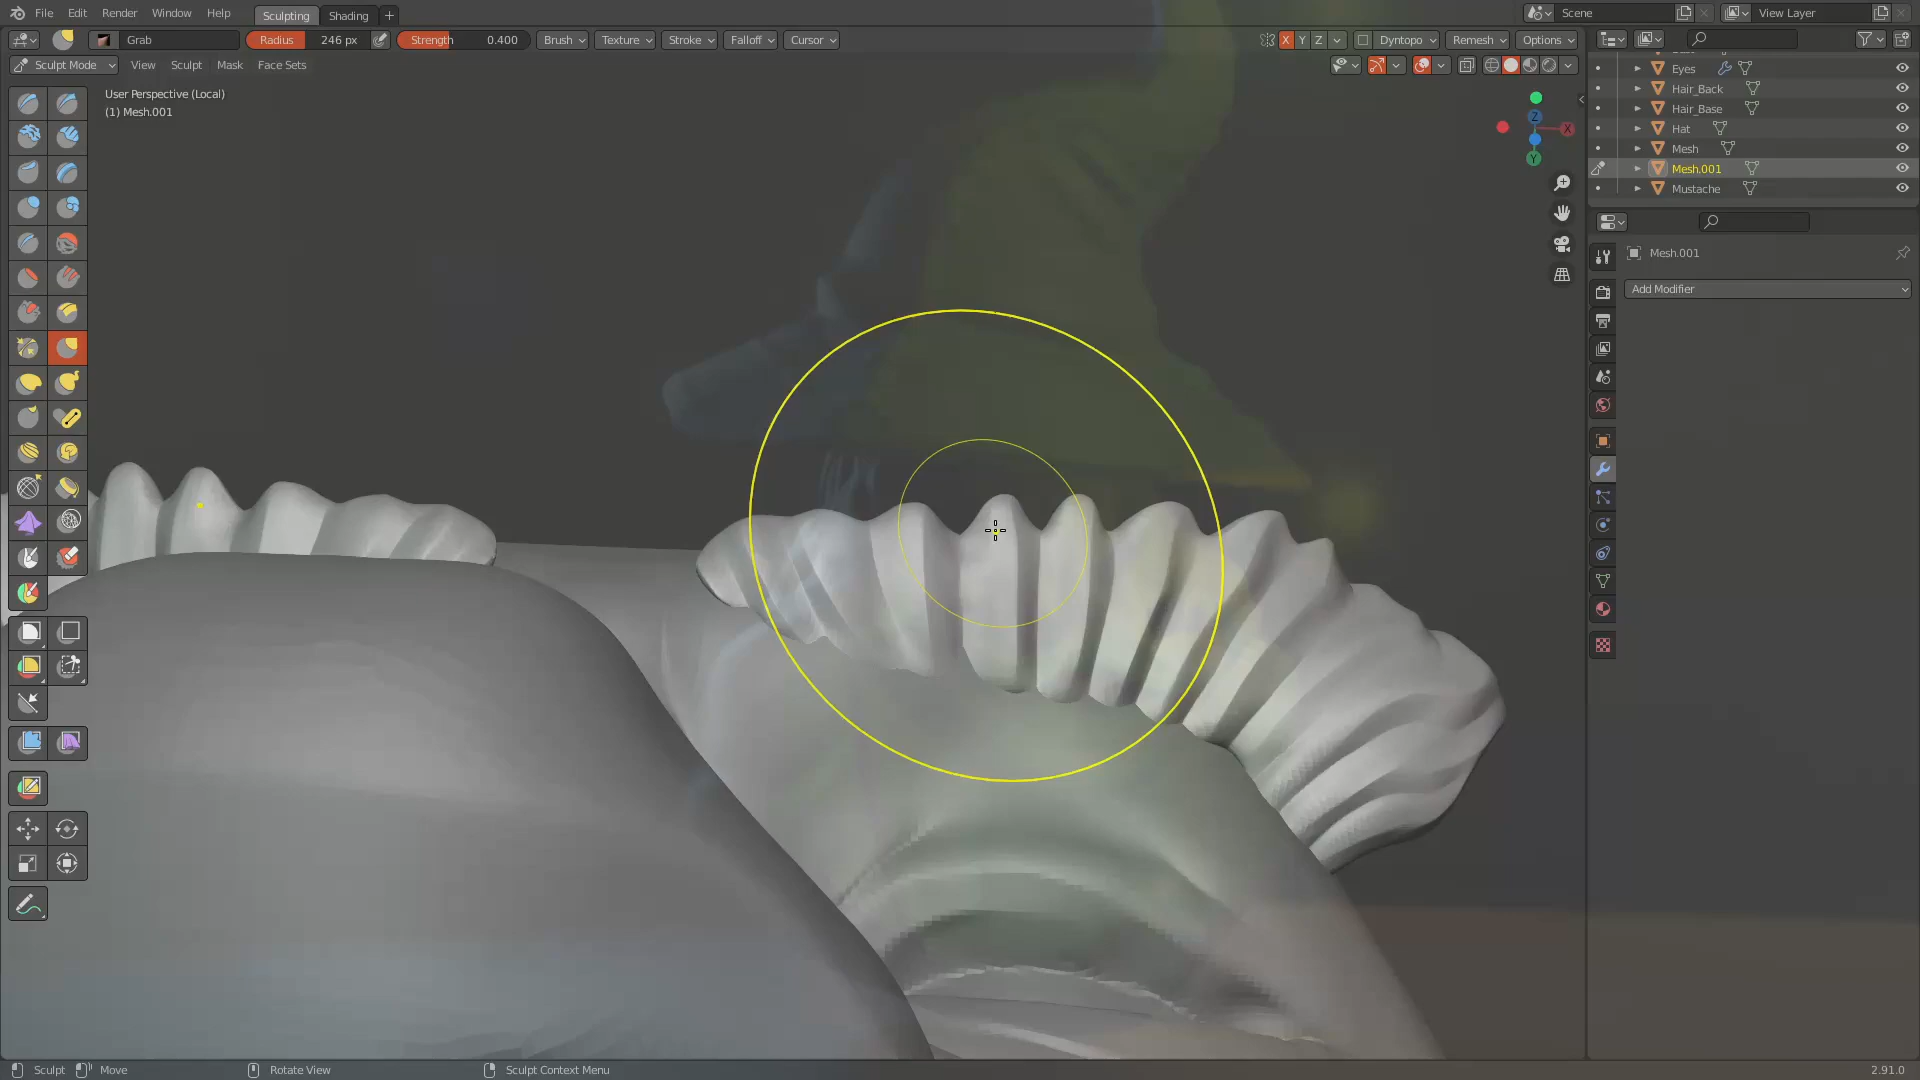 File Edit Render Window Help Sculpting Shading + Scene View Layer
Grab Radius 246 px Strength 0.400 Brush Texture Stroke Falloff Cursor X Y Z Dyntopo Remesh Options
Sculpt Mode View Sculpt Mask Face Sets
User Perspective (Local)
(1) Mesh.001
Z
X
Y
Eyes
Hair_Back
Hair_Base
Hat
Mesh
Mesh.001
Mustache
Mesh.001
Add Modifier
Sculpt Move Rotate View Sculpt Context Menu 2.91.0